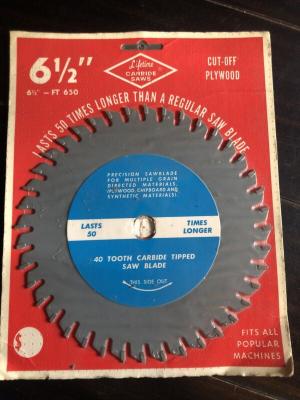 Lifetime
CARBIDE
SAWS
6½"
6½" – FT 650
CUT-OFF
PLYWOOD
LASTS 50 TIMES LONGER THAN A REGULAR SAW BLADE
PRECISION SAWBLADE
FOR MULTIPLE GRAIN
DIRECTED MATERIALS,
(PLYWOOD, CHIPBOARD AND
SYNTHETIC MATERIALS).
LASTS TIMES
50 LONGER
40 TOOTH CARBIDE TIPPED
SAW BLADE
THIS SIDE OUT
FITS ALL
POPULAR
MACHINES